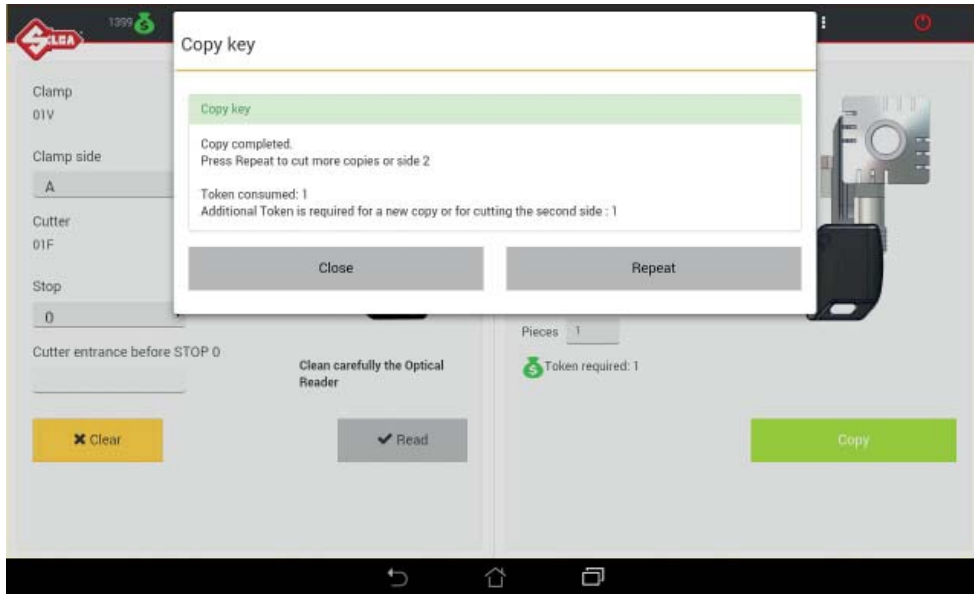 SILCA
1399
Copy key
Clamp
01V
Copy key
Copy completed.
Press Repeat to cut more copies or side 2
Token consumed: 1
Additional Token is required for a new copy or for cutting the second side : 1
Clamp side
A
Cutter
01F
Close
Repeat
Stop
0
Pieces 1
Cutter entrance before STOP 0
Clean carefully the Optical
Reader
Token required: 1
Clear
Read
Copy